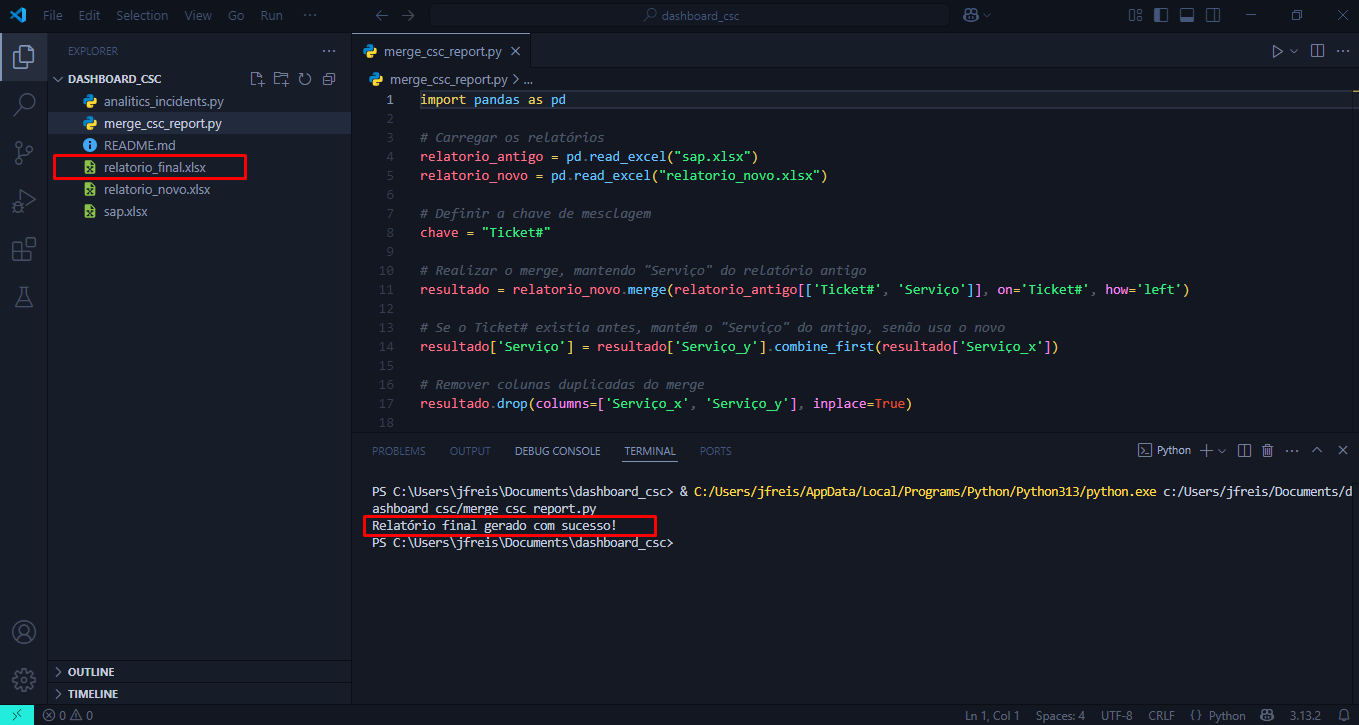 File Edit Selection View Go Run ··· dashboard_csc
EXPLORER
DASHBOARD_CSC
analitics_incidents.py
merge_csc_report.py
README.md
relatorio_final.xlsx
relatorio_novo.xlsx
sap.xlsx
OUTLINE
TIMELINE
merge_csc_report.py
merge_csc_report.py > ...
1 import pandas as pd
2
3 # Carregar os relatórios
4 relatorio_antigo = pd.read_excel("sap.xlsx")
5 relatorio_novo = pd.read_excel("relatorio_novo.xlsx")
6
7 # Definir a chave de mesclagem
8 chave = "Ticket#"
9
10 # Realizar o merge, mantendo "Serviço" do relatório antigo
11 resultado = relatorio_novo.merge(relatorio_antigo[['Ticket#', 'Serviço']], on='Ticket#', how='left')
12
13 # Se o Ticket# existia antes, mantém o "Serviço" do antigo, senão usa o novo
14 resultado['Serviço'] = resultado['Serviço_y'].combine_first(resultado['Serviço_x'])
15
16 # Remover colunas duplicadas do merge
17 resultado.drop(columns=['Serviço_x', 'Serviço_y'], inplace=True)
18
PROBLEMS OUTPUT DEBUG CONSOLE TERMINAL PORTS Python
PS C:\Users\jfreis\Documents\dashboard_csc> & C:/Users/jfreis/AppData/Local/Programs/Python/Python313/python.exe c:/Users/jfreis/Documents/d
ashboard_csc/merge_csc_report.py
Relatório final gerado com sucesso!
PS C:\Users\jfreis\Documents\dashboard_csc>
0 0 Ln 1, Col 1 Spaces: 4 UTF-8 CRLF {} Python 3.13.2